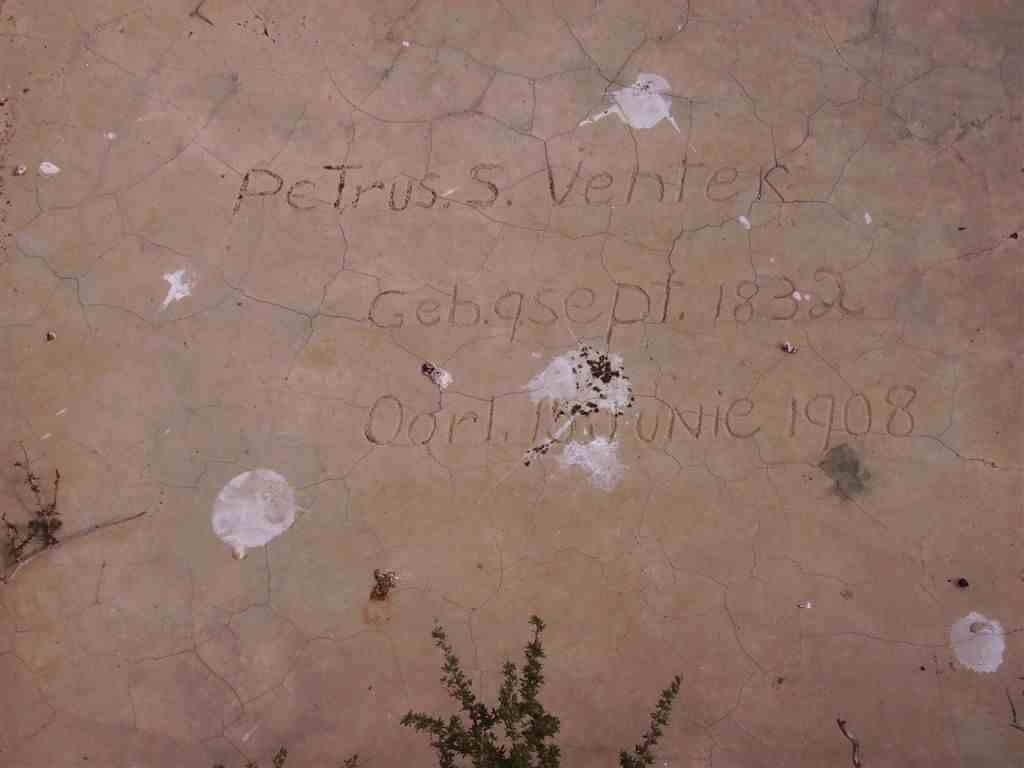 Petrus. S. Venter
Geb. 9 Sept. 1832
Oorl. Junie 1908